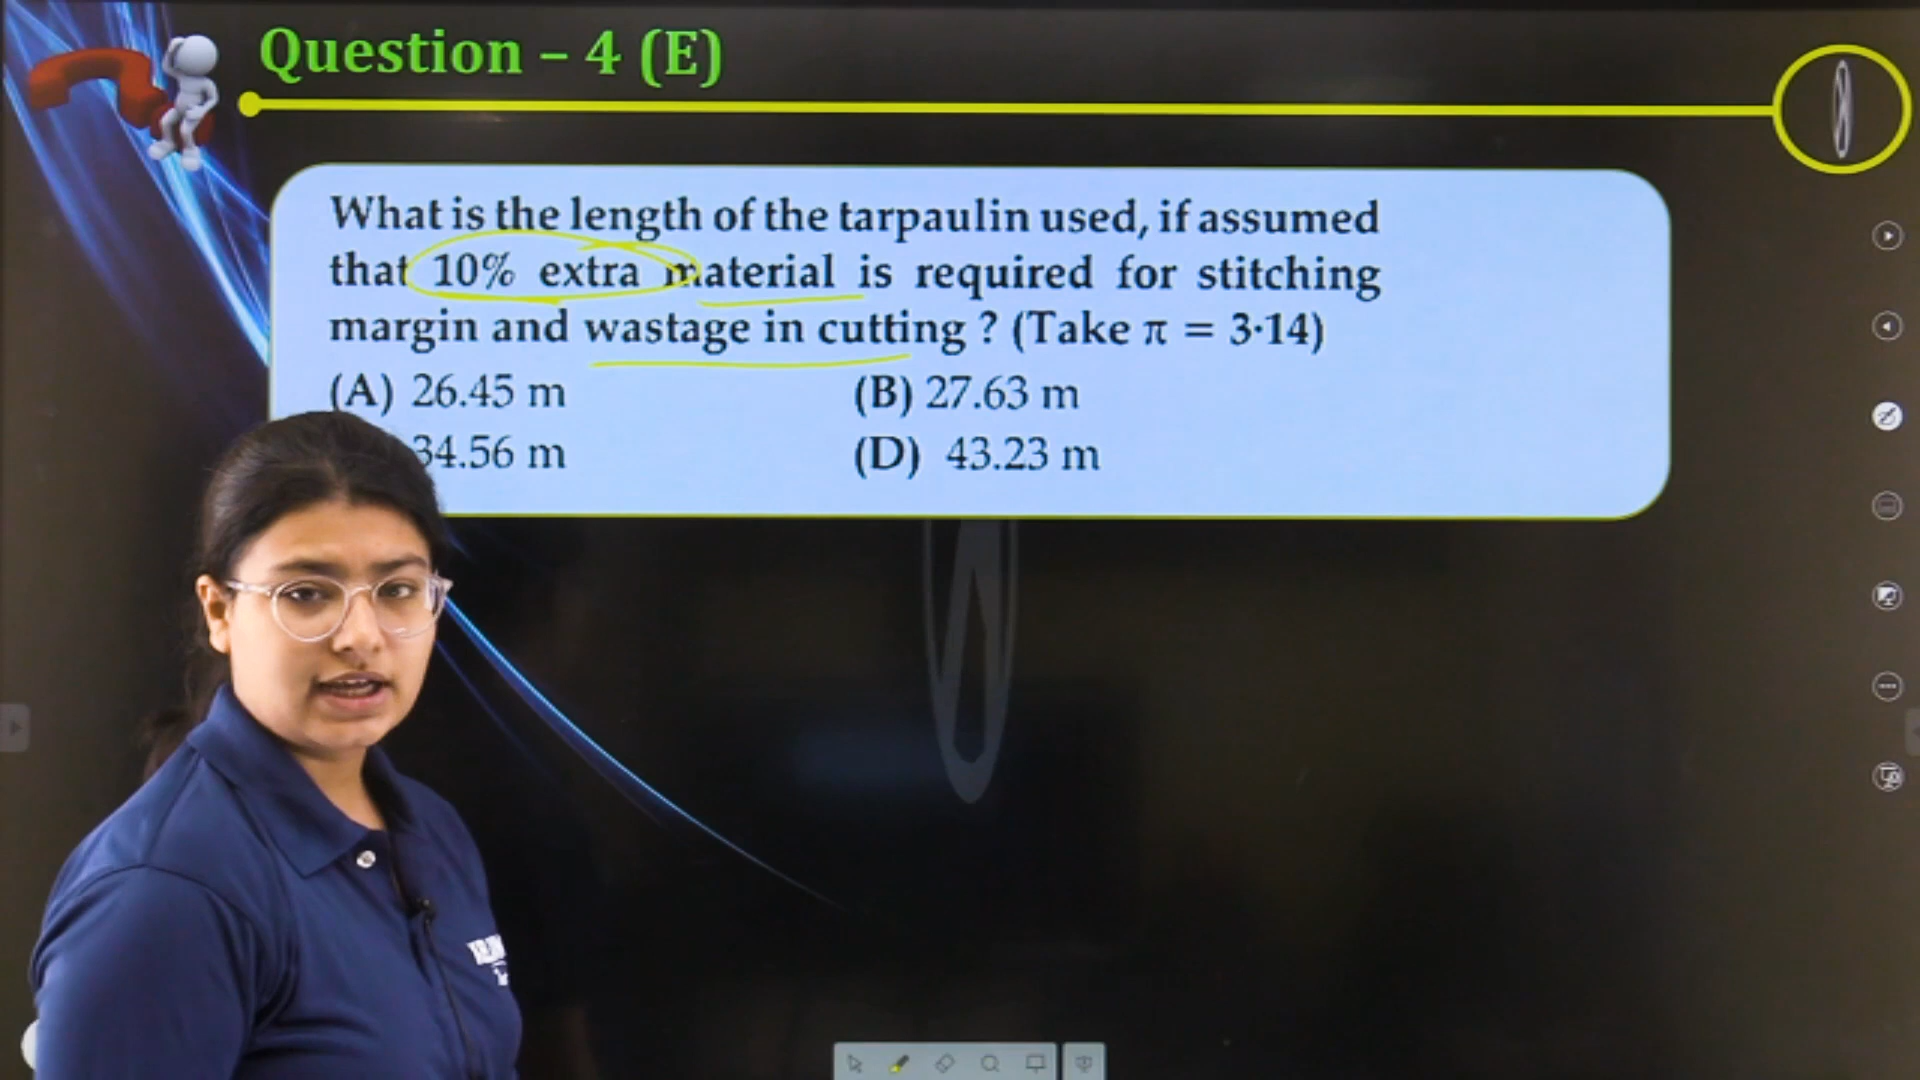 Question – 4 (E)
What is the length of the tarpaulin used, if assumed
that 10% extra material is required for stitching
margin and wastage in cutting ? (Take π = 3·14)
(A) 26.45 m (B) 27.63 m
34.56 m (D) 43.23 m